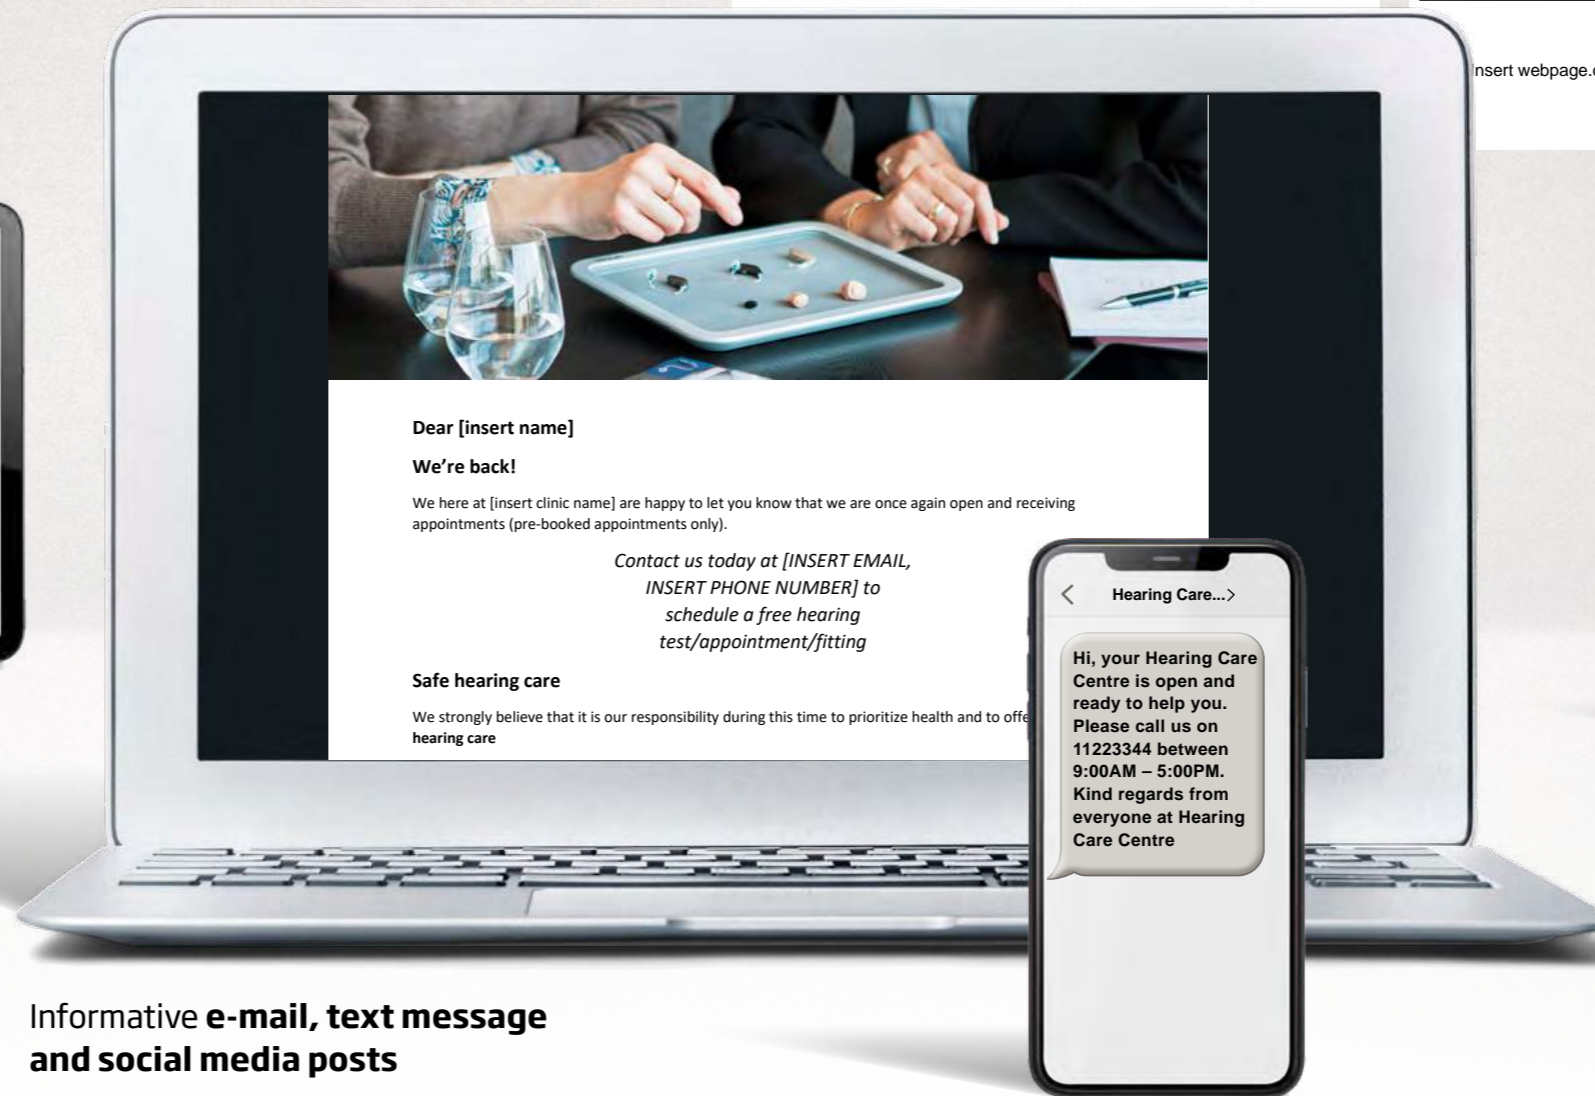 nsert webpage.
Dear [insert name]
We're back!
We here at [insert clinic name] are happy to let you know that we are once again open and receiving
appointments (pre-booked appointments only).
Contact us today at [INSERT EMAIL,
INSERT PHONE NUMBER] to
schedule a free hearing
test/appointment/fitting
Safe hearing care
We strongly believe that it is our responsibility during this time to prioritize health and to offe
hearing care
Hearing Care...>
Hi, your Hearing Care
Centre is open and
ready to help you.
Please call us on
11223344 between
9:00AM – 5:00PM.
Kind regards from
everyone at Hearing
Care Centre
Informative e-mail, text message
and social media posts